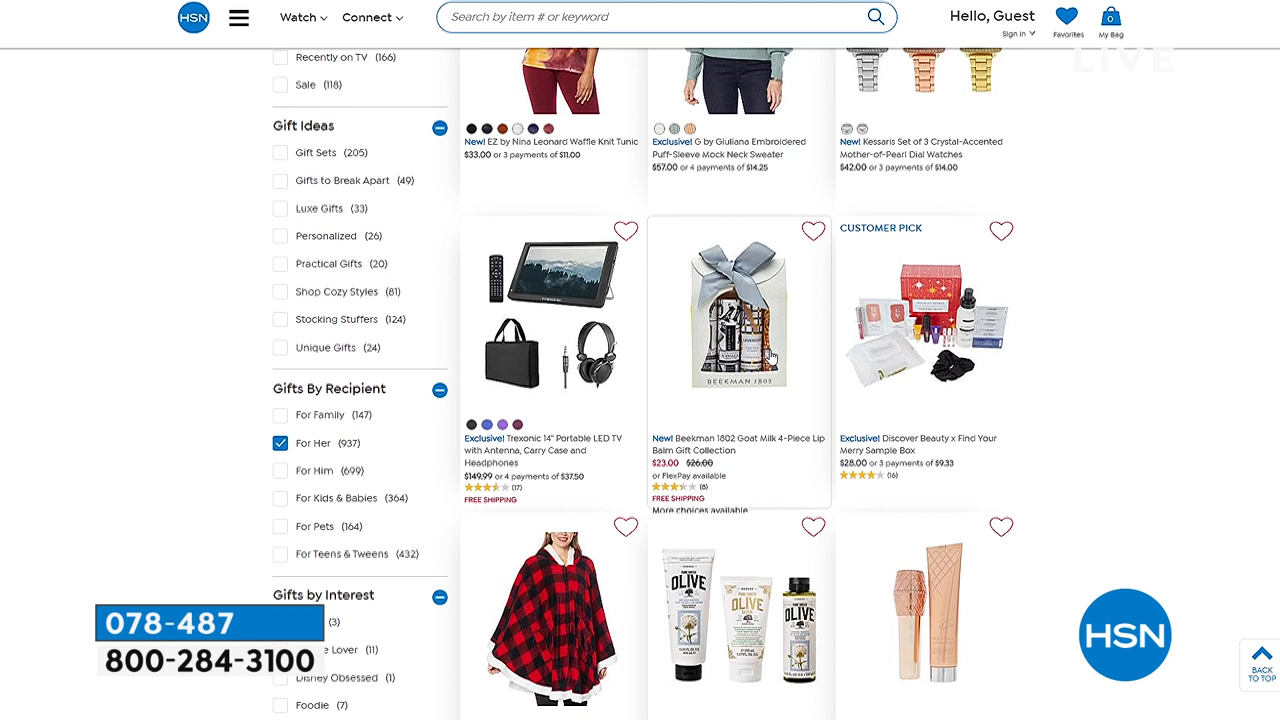 HSN
Watch
Connect
Search by item # or keyword
Hello, Guest
Sign in
Favorites
0
My Bag
LIVE
Recently on TV (166)
Sale (118)
Gift Ideas
Gift Sets (205)
Gifts to Break Apart (49)
Luxe Gifts (33)
Personalized (26)
Practical Gifts (20)
Shop Cozy Styles (81)
Stocking Stuffers (124)
Unique Gifts (24)
Gifts By Recipient
For Family (147)
For Her (937)
For Him (699)
For Kids & Babies (364)
For Pets (164)
For Teens & Tweens (432)
Gifts by Interest
(3)
e Lover (11)
Disney Obsessed (1)
Foodie (7)
New! EZ by Nina Leonard Waffle Knit Tunic
$33.00 or 3 payments of $11.00
Exclusive! G by Giuliana Embroidered
Puff-Sleeve Mock Neck Sweater
$57.00 or 4 payments of $14.25
New! Kessaris Set of 3 Crystal-Accented
Mother-of-Pearl Dial Watches
$42.00 or 3 payments of $14.00
Exclusive! Trexonic 14" Portable LED TV
with Antenna, Carry Case and
Headphones
$149.99 or 4 payments of $37.50
(17)
FREE SHIPPING
BEEKMAN 1802
New! Beekman 1802 Goat Milk 4-Piece Lip
Balm Gift Collection
$23.00 $26.00
or FlexPay available
(8)
FREE SHIPPING
More choices available
CUSTOMER PICK
Exclusive! Discover Beauty x Find Your
Merry Sample Box
$28.00 or 3 payments of $9.33
(16)
PURE GREEK
OLIVE
PURE GREEK
OLIVE
PURE GREEK
OLIVE
078-487
800-284-3100
HSN
BACK
TO TOP